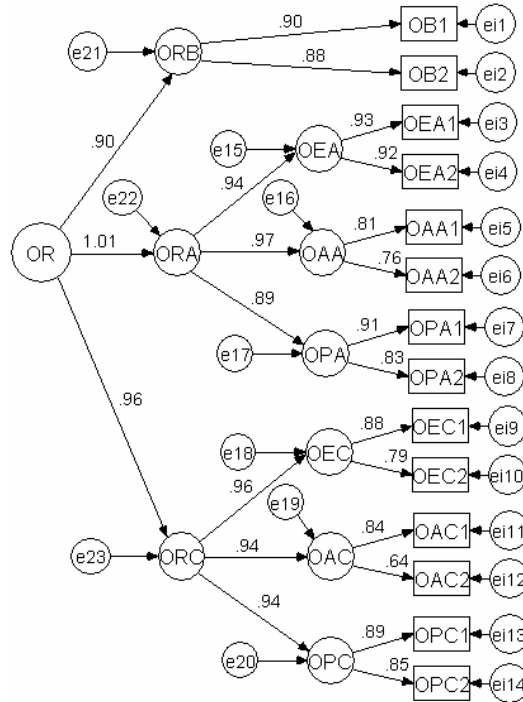 .90
OB1
ei1
e21
ORB
.88
OB2
ei2
.90
.93
OEA1
ei3
e15
OEA
.92
OEA2
ei4
.94
e22
e16
.81
OAA1
ei5
OR
1.01
ORA
.97
OAA
.76
OAA2
ei6
.89
.91
OPA1
ei7
e17
OPA
.83
OPA2
ei8
.96
.88
OEC1
ei9
e18
OEC
.79
OEC2
ei10
.96
e19
.84
OAC1
ei11
e23
ORC
.94
OAC
.64
OAC2
ei12
.94
.89
OPC1
ei13
e20
OPC
.85
OPC2
ei14